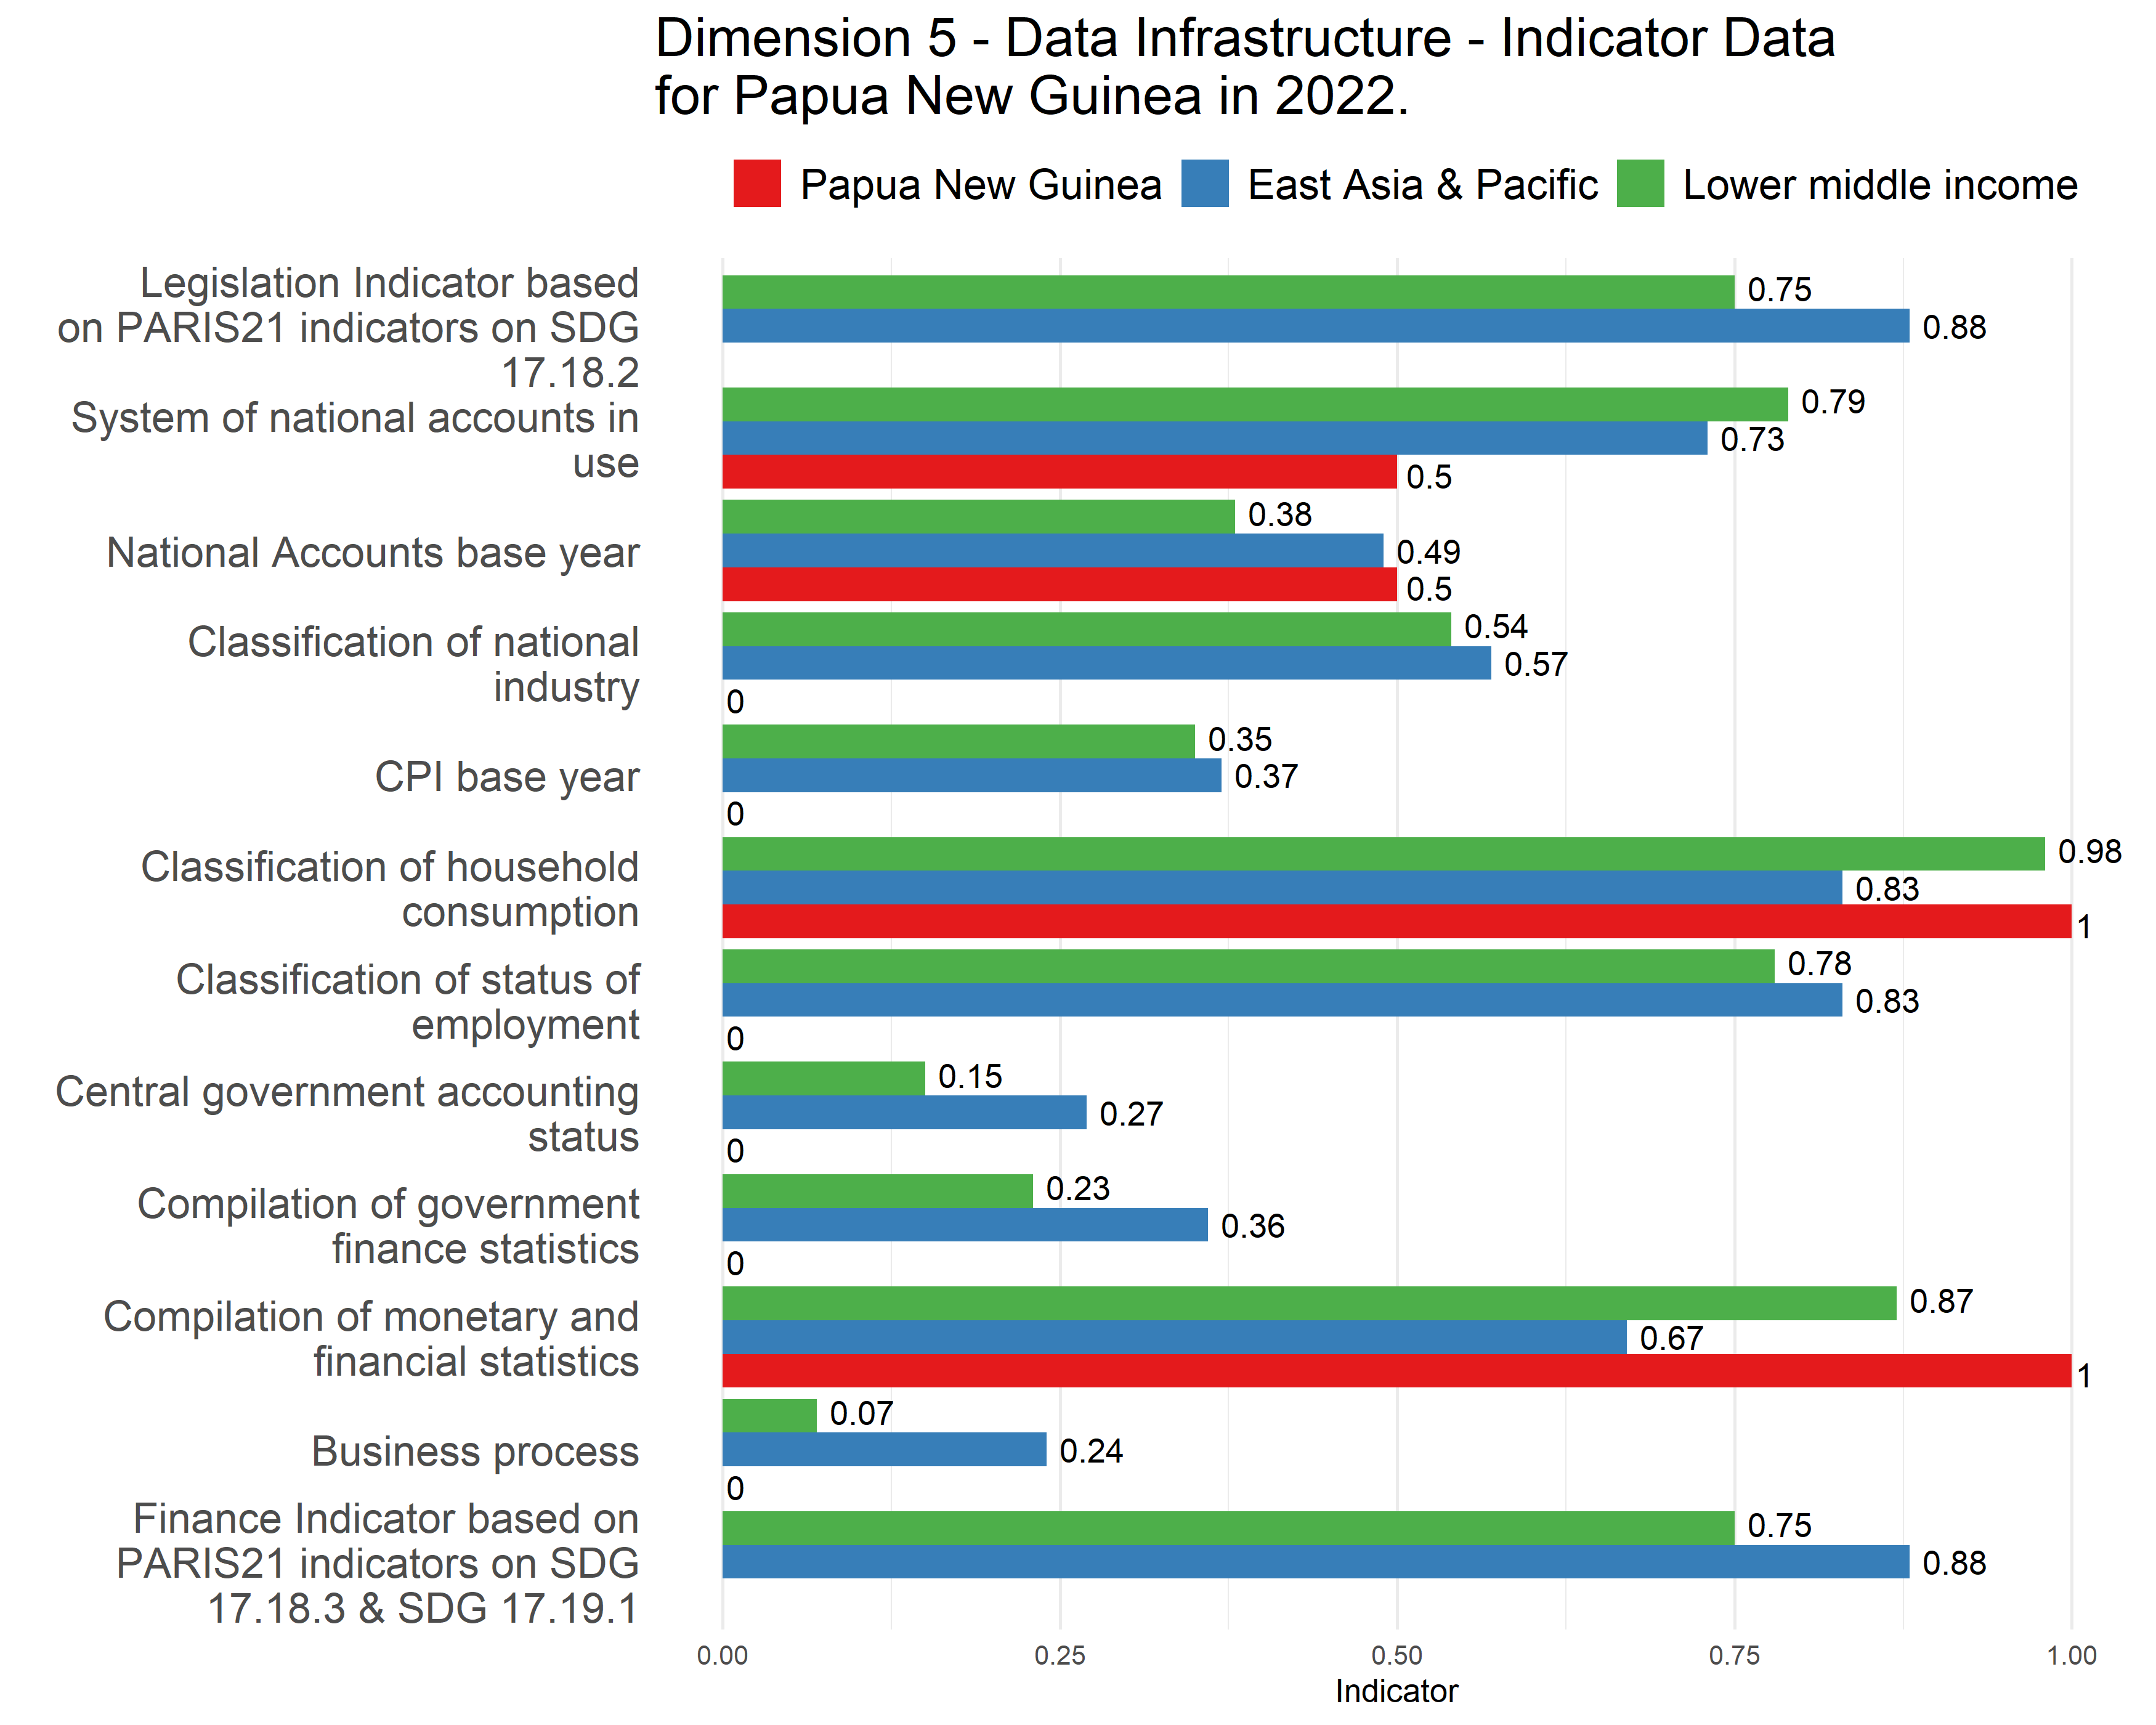 Dimension 5 - Data Infrastructure - Indicator Data
for Papua New Guinea in 2022.
Papua New Guinea
East Asia & Pacific
Lower middle income
Legislation Indicator based
on PARIS21 indicators on SDG
17.18.2
0.75
0.88
System of national accounts in
use
0.79
0.73
0.5
National Accounts base year
0.38
0.49
0.5
Classification of national
industry
0.54
0.57
0
CPI base year
0.35
0.37
0
Classification of household
consumption
0.98
0.83
1
Classification of status of
employment
0.78
0.83
0
Central government accounting
status
0.15
0.27
0
Compilation of government
finance statistics
0.23
0.36
0
Compilation of monetary and
financial statistics
0.87
0.67
1
Business process
0.07
0.24
0
Finance Indicator based on
PARIS21 indicators on SDG
17.18.3 & SDG 17.19.1
0.75
0.88
0.00
0.25
0.50
0.75
1.00
Indicator